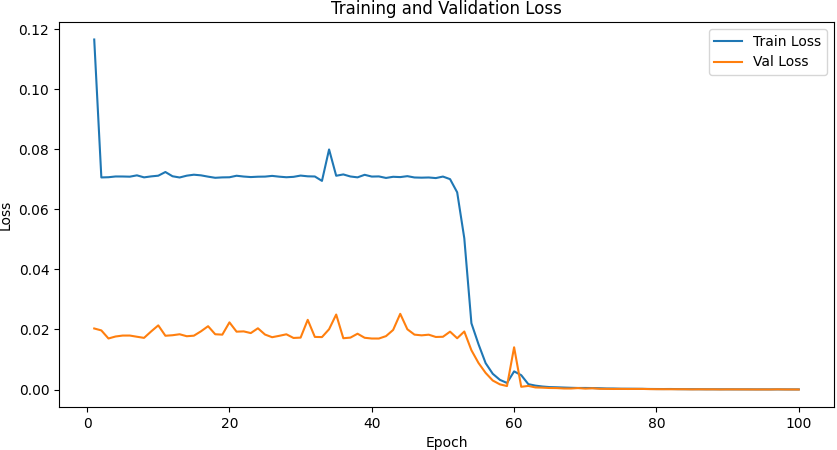 Training and Validation Loss
Train Loss
Val Loss
0.12
0.10
0.08
0.06
0.04
0.02
0.00
Loss
0 20 40 60 80 100
Epoch